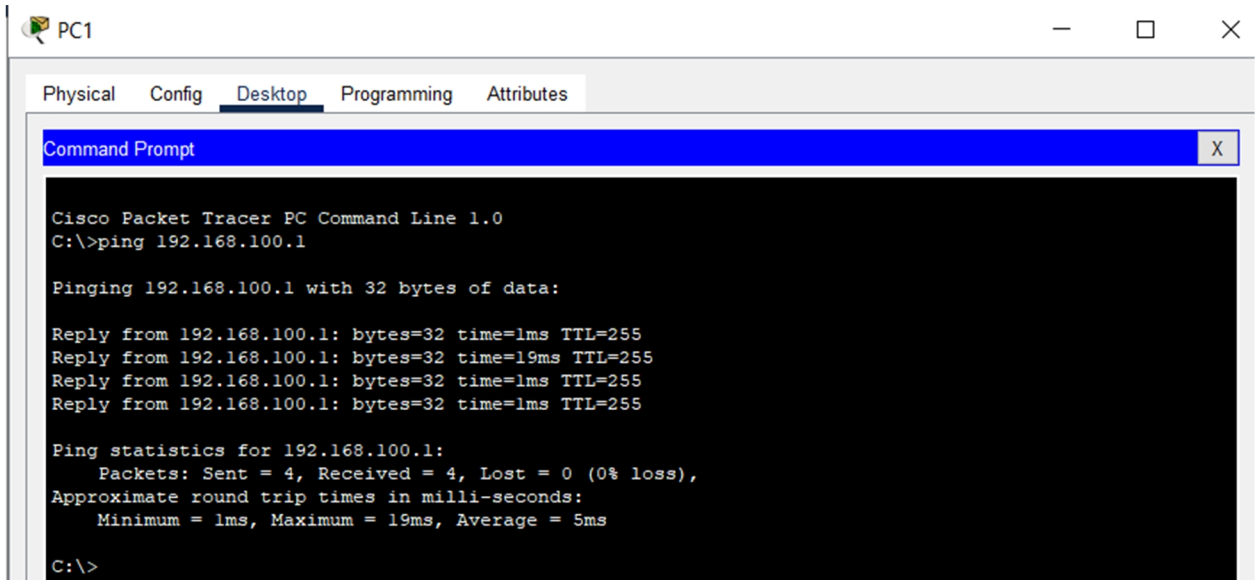 PC1
Physical Config Desktop Programming Attributes
Command Prompt X
Cisco Packet Tracer PC Command Line 1.0
C:\>ping 192.168.100.1
Pinging 192.168.100.1 with 32 bytes of data:
Reply from 192.168.100.1: bytes=32 time=1ms TTL=255
Reply from 192.168.100.1: bytes=32 time=19ms TTL=255
Reply from 192.168.100.1: bytes=32 time=1ms TTL=255
Reply from 192.168.100.1: bytes=32 time=1ms TTL=255
Ping statistics for 192.168.100.1:
Packets: Sent = 4, Received = 4, Lost = 0 (0% loss),
Approximate round trip times in milli-seconds:
Minimum = 1ms, Maximum = 19ms, Average = 5ms
C:\>